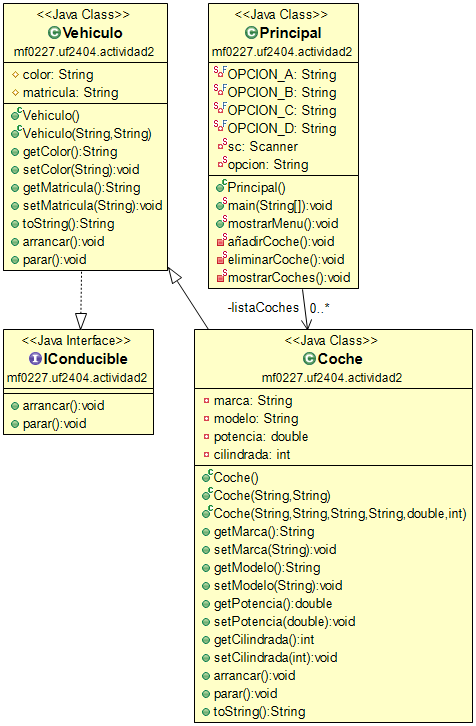 <<Java Class>>
Vehiculo
mf0227.uf2404.actividad2
color: String
matricula: String
Vehiculo()
Vehiculo(String,String)
getColor():String
setColor(String):void
getMatricula():String
setMatricula(String):void
toString():String
arrancar():void
parar():void
<<Java Class>>
Principal
mf0227.uf2404.actividad2
OPCION_A: String
OPCION_B: String
OPCION_C: String
OPCION_D: String
sc: Scanner
opcion: String
Principal()
main(String[]):void
mostrarMenu():void
añadirCoche():void
eliminarCoche():void
mostrarCoches():void
-listaCoches 0..*
<<Java Interface>>
IConducible
mf0227.uf2404.actividad2
arrancar():void
parar():void
<<Java Class>>
Coche
mf0227.uf2404.actividad2
marca: String
modelo: String
potencia: double
cilindrada: int
Coche()
Coche(String,String)
Coche(String,String,String,String,double,int)
getMarca():String
setMarca(String):void
getModelo():String
setModelo(String):void
getPotencia():double
setPotencia(double):void
getCilindrada():int
setCilindrada(int):void
arrancar():void
parar():void
toString():String